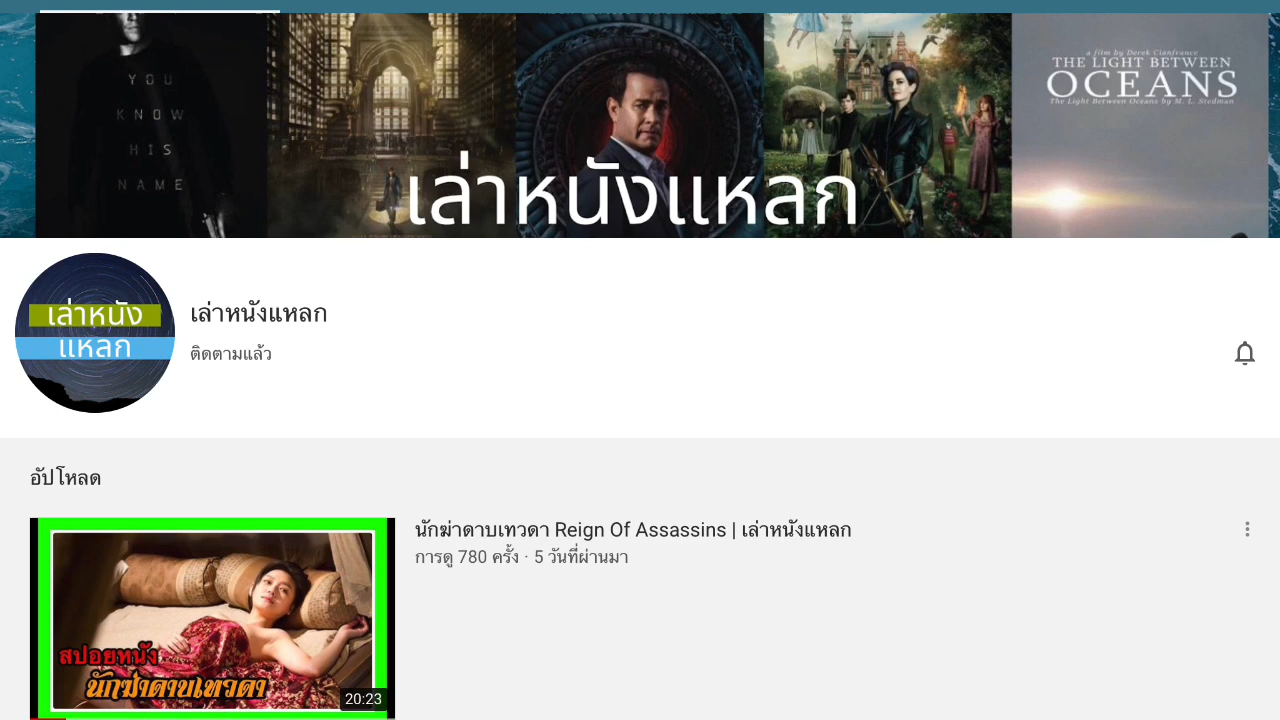 YOU
KNOW
HIS
NAME
a film by Derek Cianfrance
THE LIGHT BETWEEN
OCEANS
The Light Between Oceans by M. L. Stedman
เล่าหนังแหลก
เล่าหนัง
แหลก
เล่าหนังแหลก
ติดตามแล้ว
อัปโหลด
สปอยหนัง
นักฆ่าดาบเทวดา
20:23
นักฆ่าดาบเทวดา Reign Of Assassins | เล่าหนังแหลก
การดู 780 ครั้ง · 5 วันที่ผ่านมา